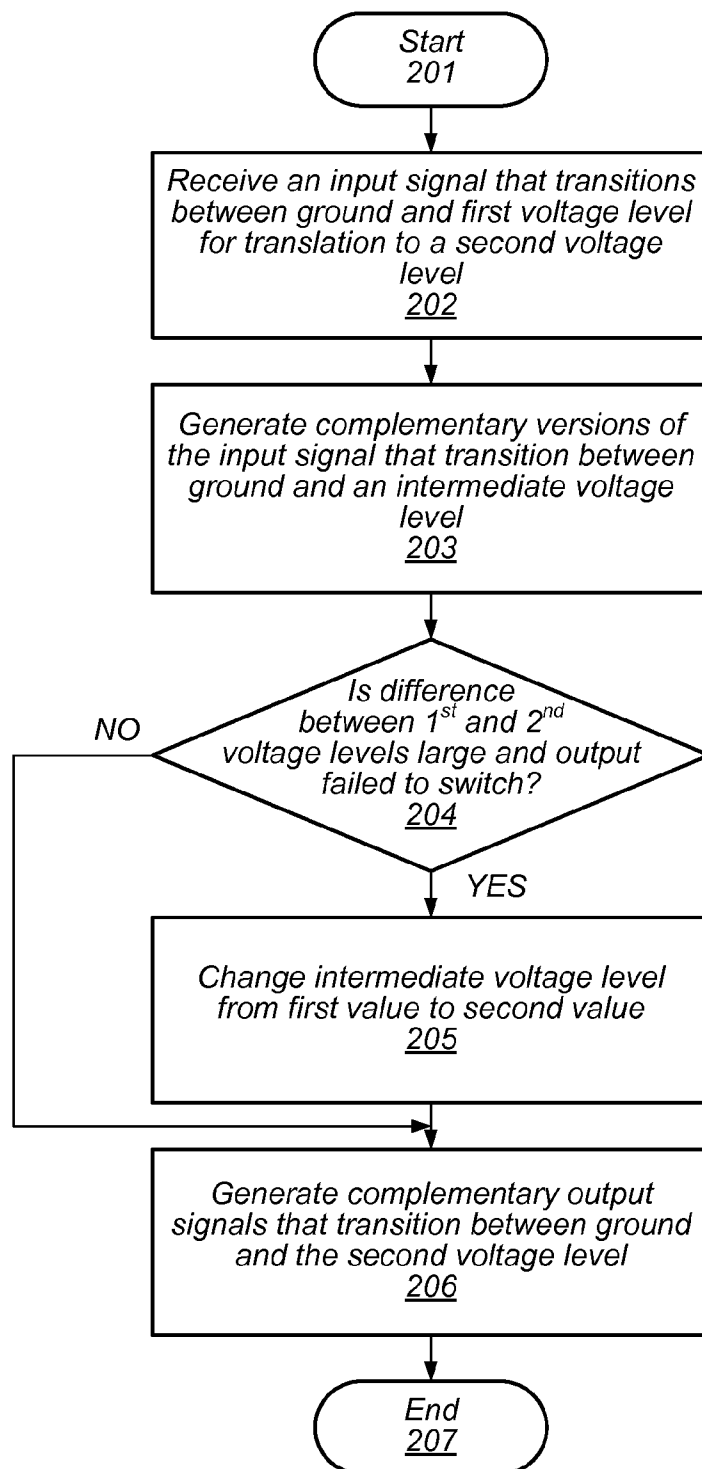 Start
201
Receive an input signal that transitions
between ground and first voltage level
for translation to a second voltage
level
202
Generate complementary versions of
the input signal that transition between
ground and an intermediate voltage
level
203
Is difference
between 1st and 2nd
voltage levels large and output
failed to switch?
204
NO
YES
Change intermediate voltage level
from first value to second value
205
Generate complementary output
signals that transition between ground
and the second voltage level
206
End
207